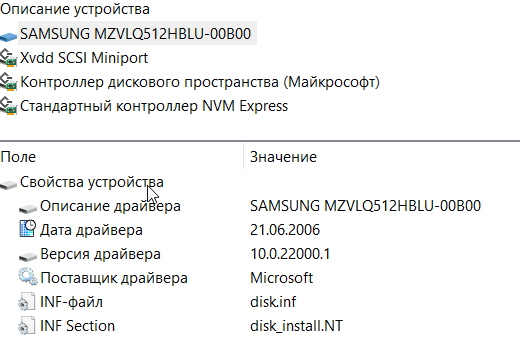 Описание устройства
SAMSUNG MZVLQ512HBLU-00B00
Xvdd SCSI Miniport
Контроллер дискового пространства (Майкрософт)
Стандартный контроллер NVM Express
Поле Значение
Свойства устройства
Описание драйвера SAMSUNG MZVLQ512HBLU-00B00
Дата драйвера 21.06.2006
Версия драйвера 10.0.22000.1
Поставщик драйвера Microsoft
INF-файл disk.inf
INF Section disk_install.NT